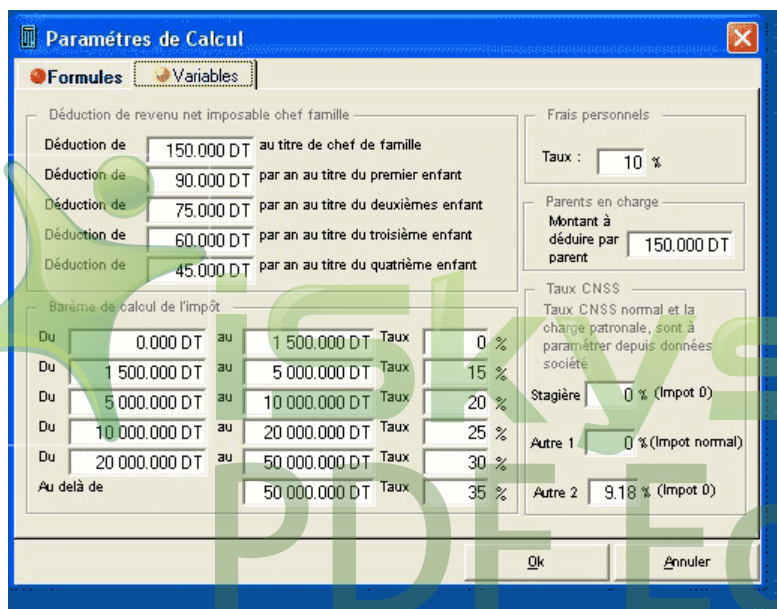 Paramétres de Calcul
Formules Variables
Déduction de revenu net imposable chef famille
Déduction de 150.000 DT au titre de chef de famille
Déduction de 90.000 DT par an au titre du premier enfant
Déduction de 75.000 DT par an au titre du deuxièmes enfant
Déduction de 60.000 DT par an au titre du troisième enfant
Déduction de 45.000 DT par an au titre du quatrième enfant
Barème de calcul de l'impôt
Du 0.000 DT au 1 500.000 DT Taux 0 %
Du 1 500.000 DT au 5 000.000 DT Taux 15 %
Du 5 000.000 DT au 10 000.000 DT Taux 20 %
Du 10 000.000 DT au 20 000.000 DT Taux 25 %
Du 20 000.000 DT au 50 000.000 DT Taux 30 %
Au delà de 50 000.000 DT Taux 35 %
Frais personnels
Taux : 10 %
Parents en charge
Montant à
déduire par 150.000 DT
parent
Taux CNSS
Taux CNSS normal et la
charge patronale, sont à
paramétrer depuis données
société
Stagière 0 % (Impot 0)
Autre 1 0 % (Impot normal)
Autre 2 9.18 % (Impot 0)
Ok Annuler
iSkys
PDF Ed